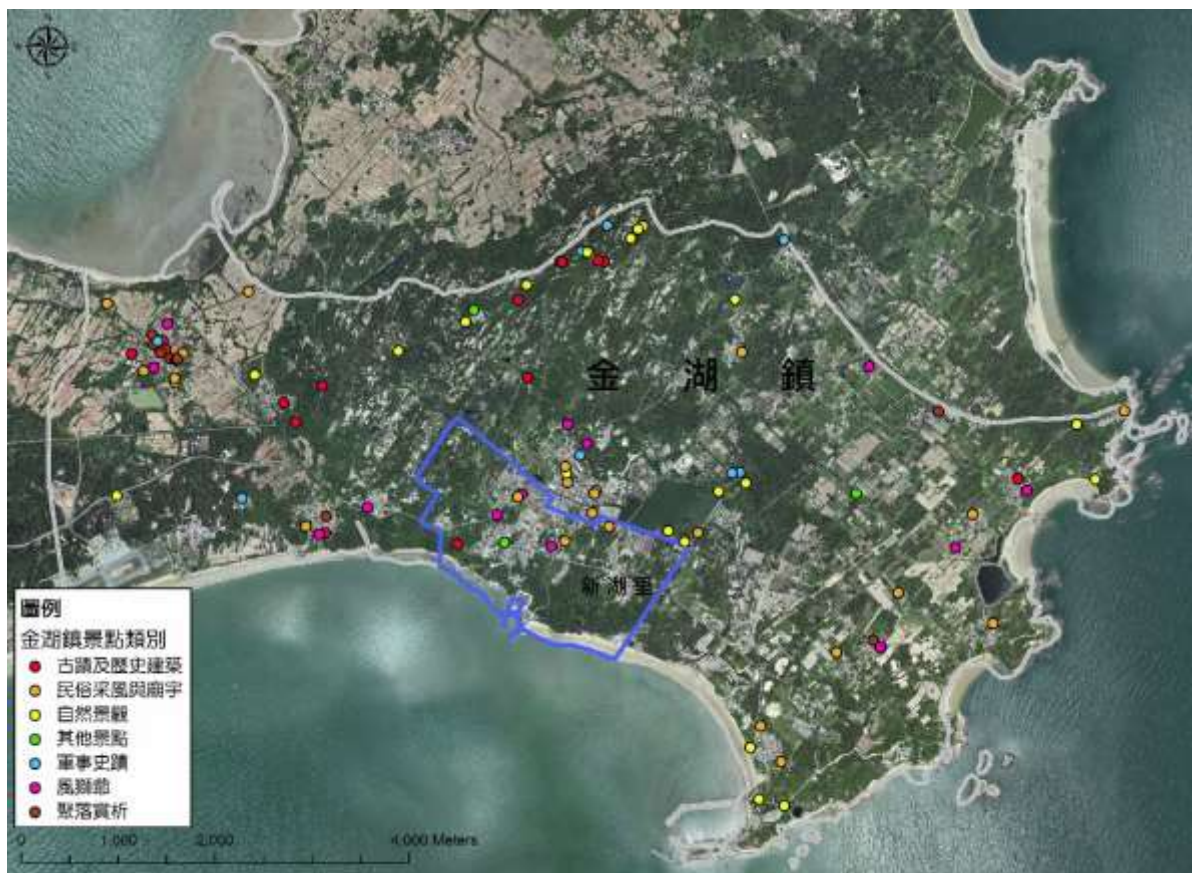 金湖鎮
新湖里
圖例
金湖鎮景點類別
古蹟及歷史建築
民俗采風與廟宇
自然景觀
其他景點
軍事史蹟
風獅爺
聚落賞析
0 1,000 2,000 4,000 Meters